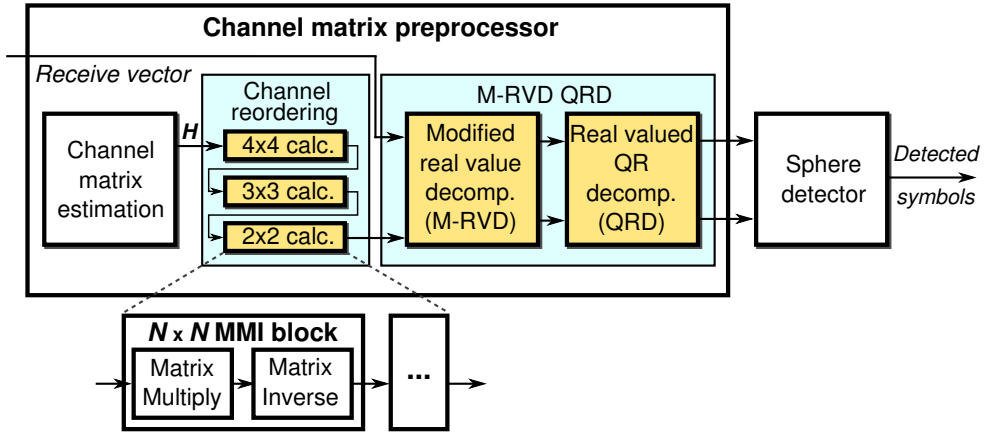 Channel matrix preprocessor
Receive vector
Channel
reordering
M-RVD QRD
H
Channel
matrix
estimation
4x4 calc.
3x3 calc.
2x2 calc.
Modified
real value
decomp.
(M-RVD)
Real valued
QR
decomp.
(QRD)
Sphere
detector
Detected
symbols
N x N MMI block
Matrix
Multiply
Matrix
Inverse
...